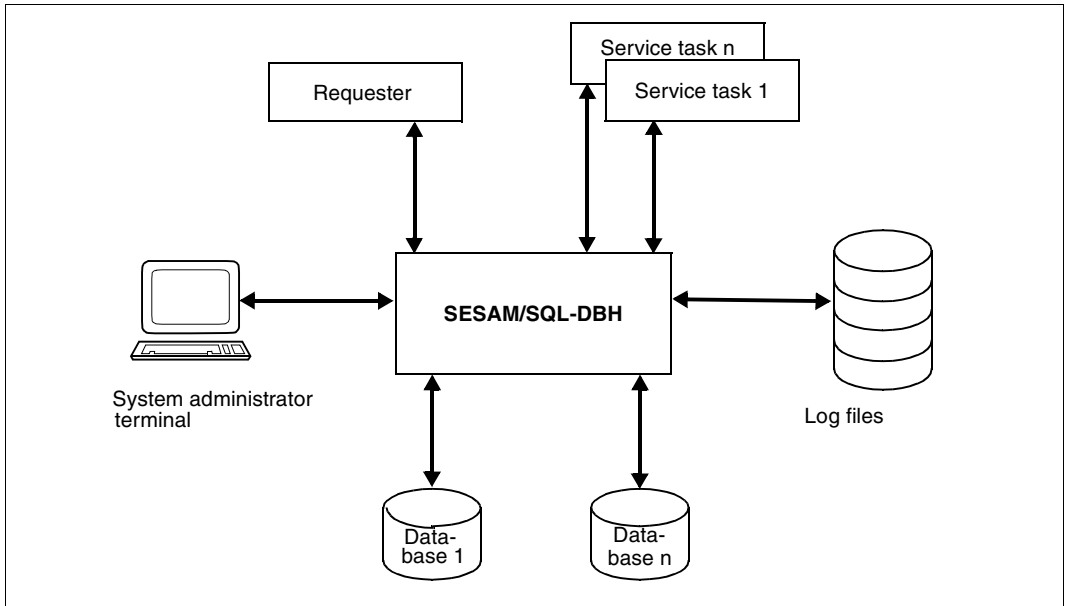 Service task n
Service task 1
Requester
SESAM/SQL-DBH
System administrator
terminal
Log files
Data-
base 1
Data-
base n